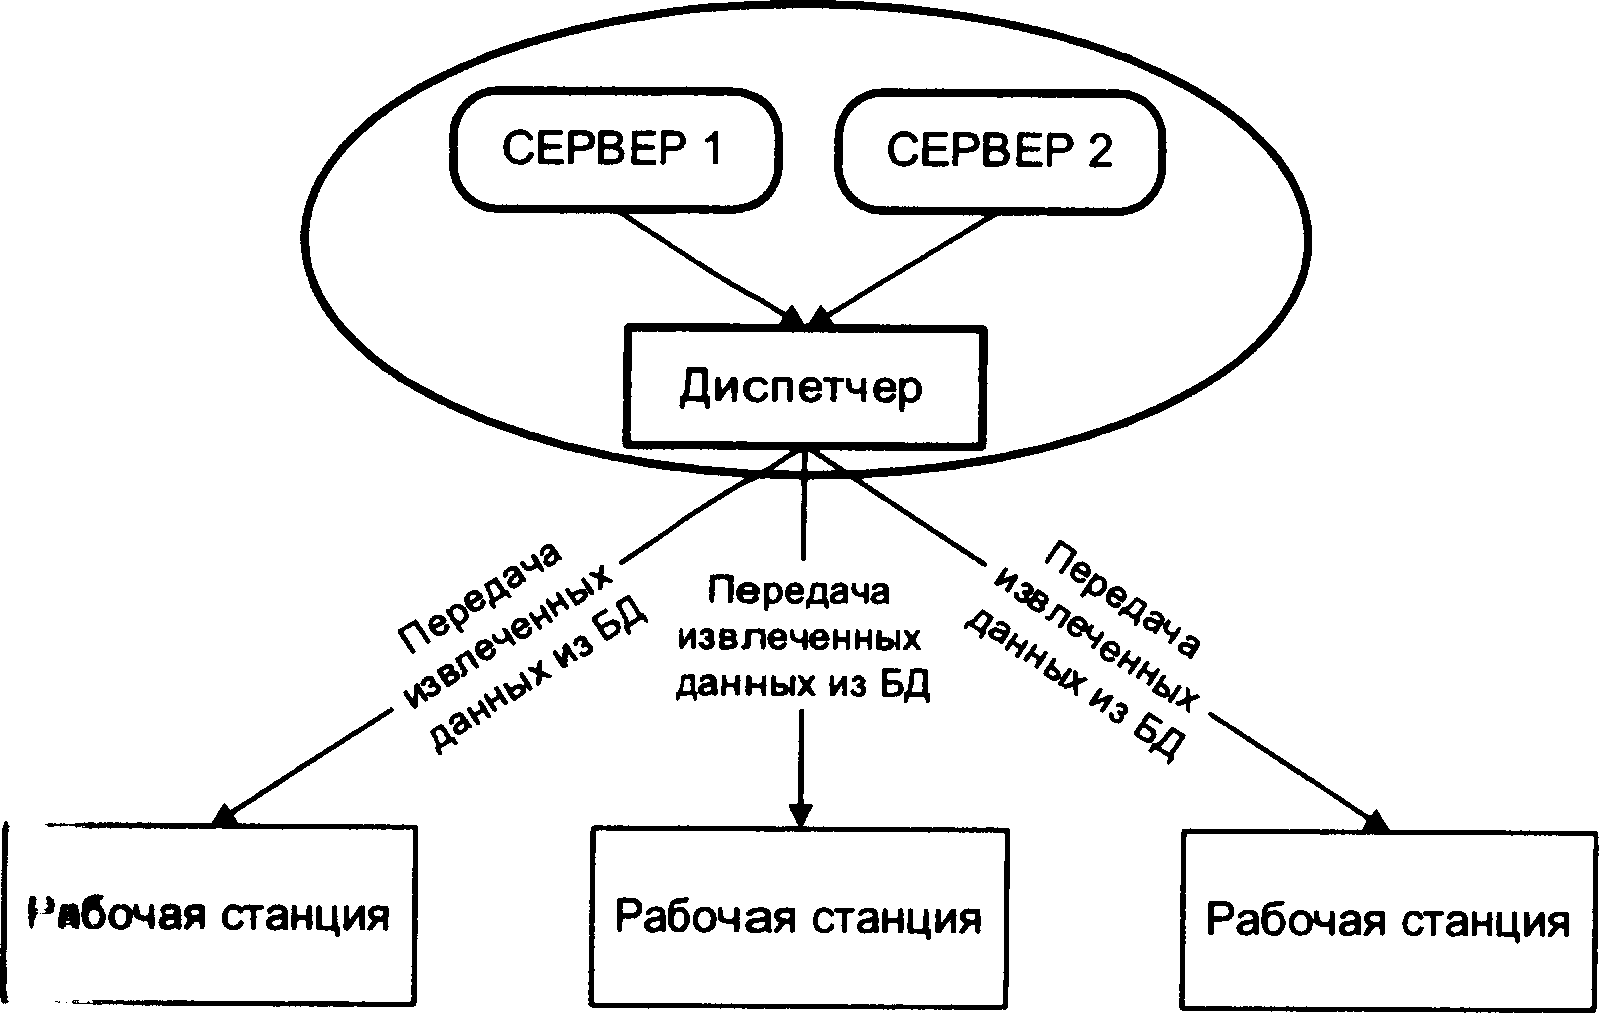 СЕРВЕР 1
СЕРВЕР 2
Диспетчер
Передача
извлеченных
данных из БД
Передача
извлеченных
данных из БД
Передача
извлеченных
данных из БД
Рабочая станция
Рабочая станция
Рабочая станция